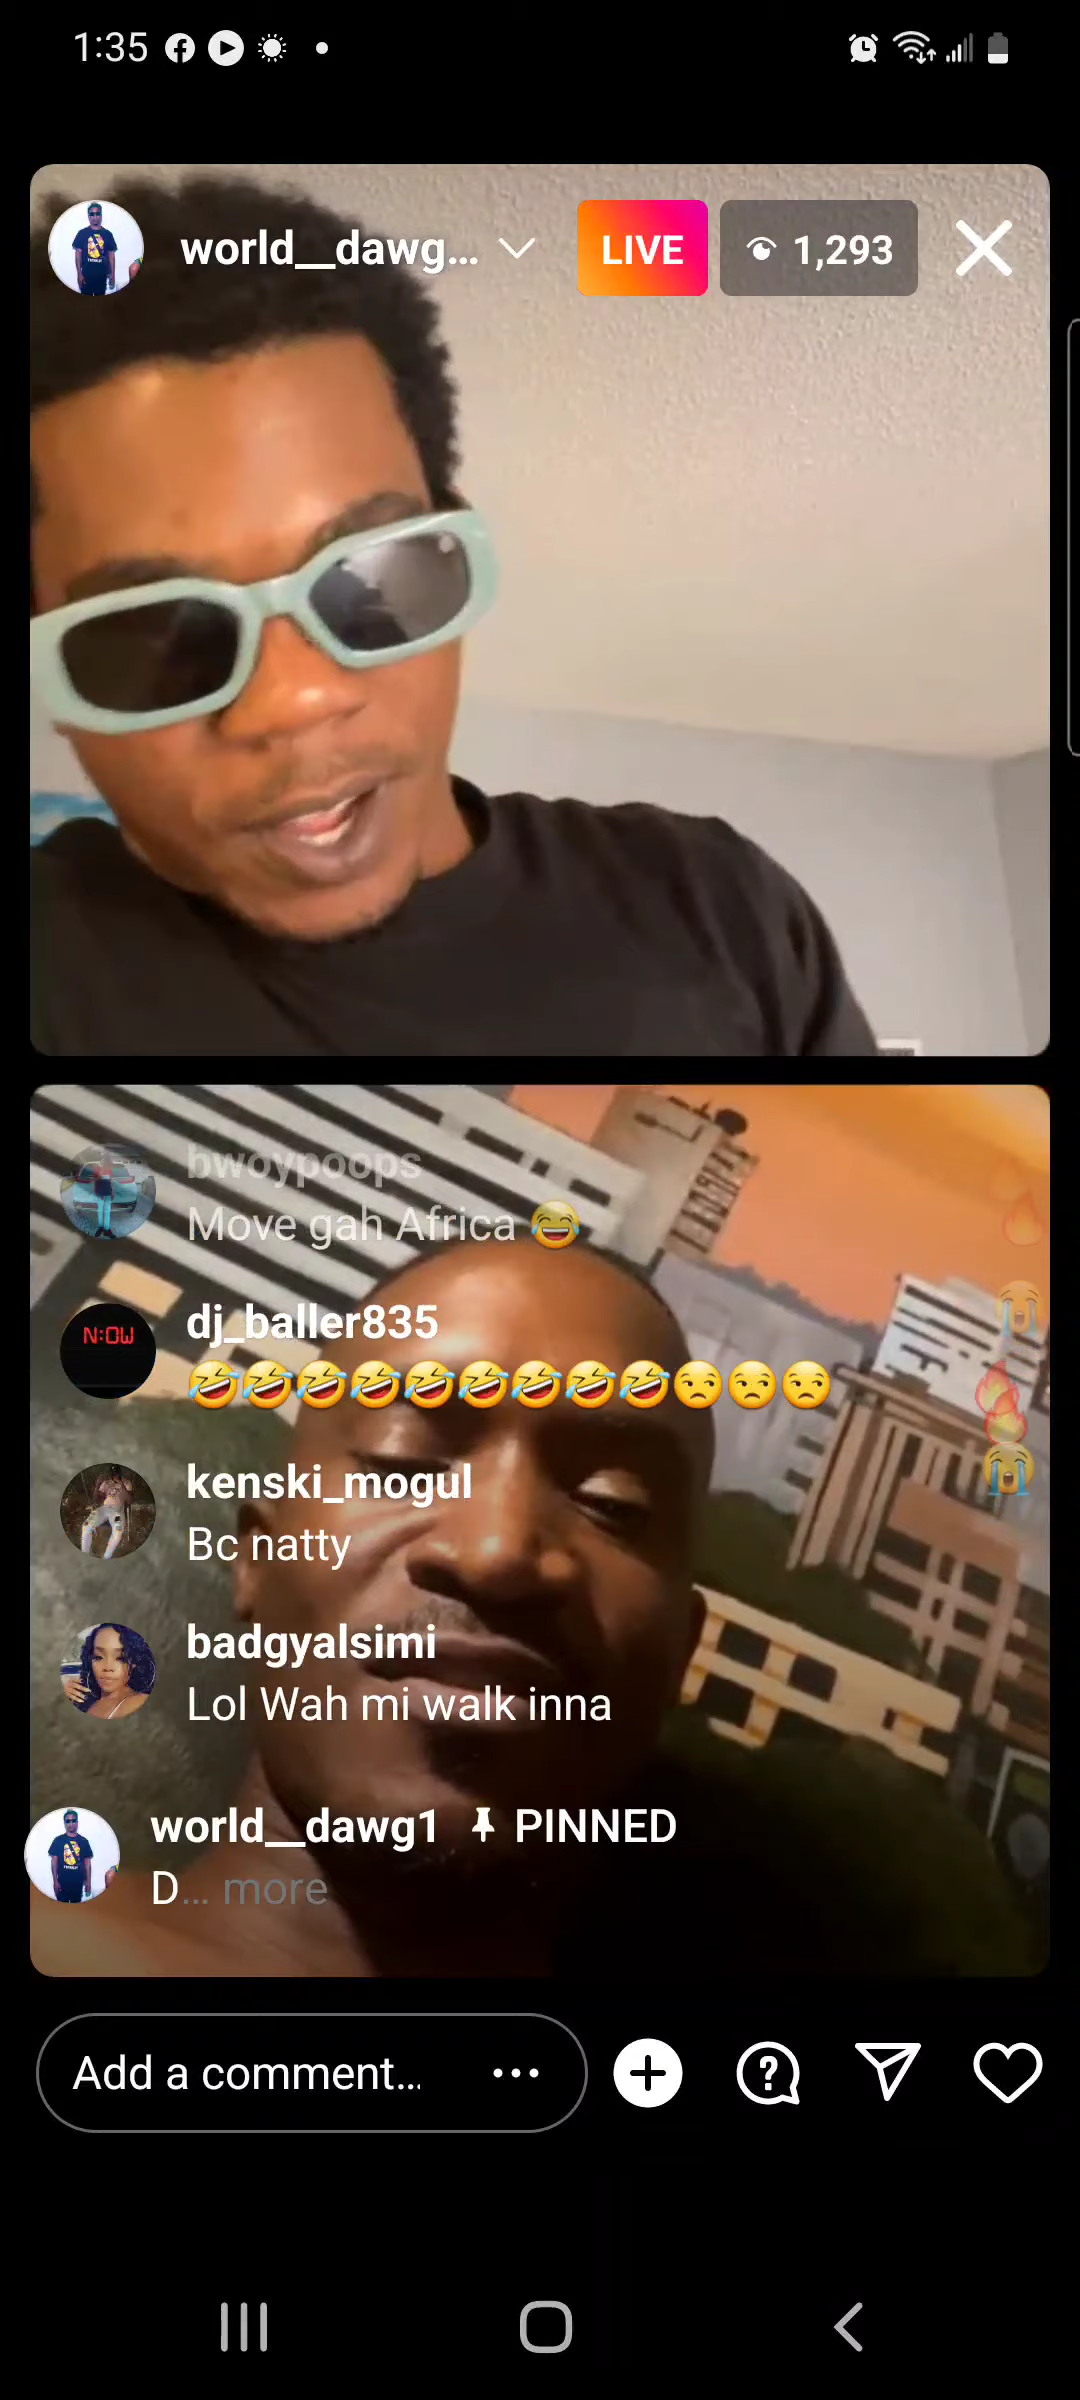 1:35
world__dawg...
LIVE
1,293
bwoypoops
Move gah Africa 😂
N:OW
dj_baller835
🤣🤣🤣🤣🤣🤣🤣🤣🤣😒😒😒
kenski_mogul
Bc natty
badgyalsimi
Lol Wah mi walk inna
world__dawg1 PINNED
D... more
Add a comment...